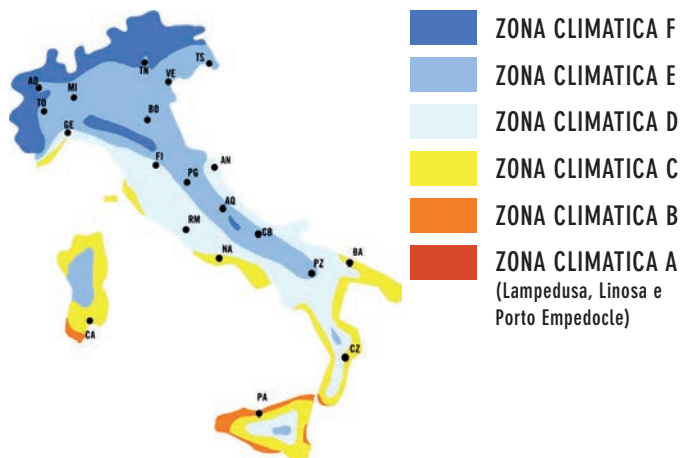 TN
TS
VE
AO
MI
TO
BO
GE
FI
AN
PG
AQ
RM
CB
NA
BA
PZ
CA
CZ
PA
ZONA CLIMATICA F
ZONA CLIMATICA E
ZONA CLIMATICA D
ZONA CLIMATICA C
ZONA CLIMATICA B
ZONA CLIMATICA A
(Lampedusa, Linosa e
Porto Empedocle)